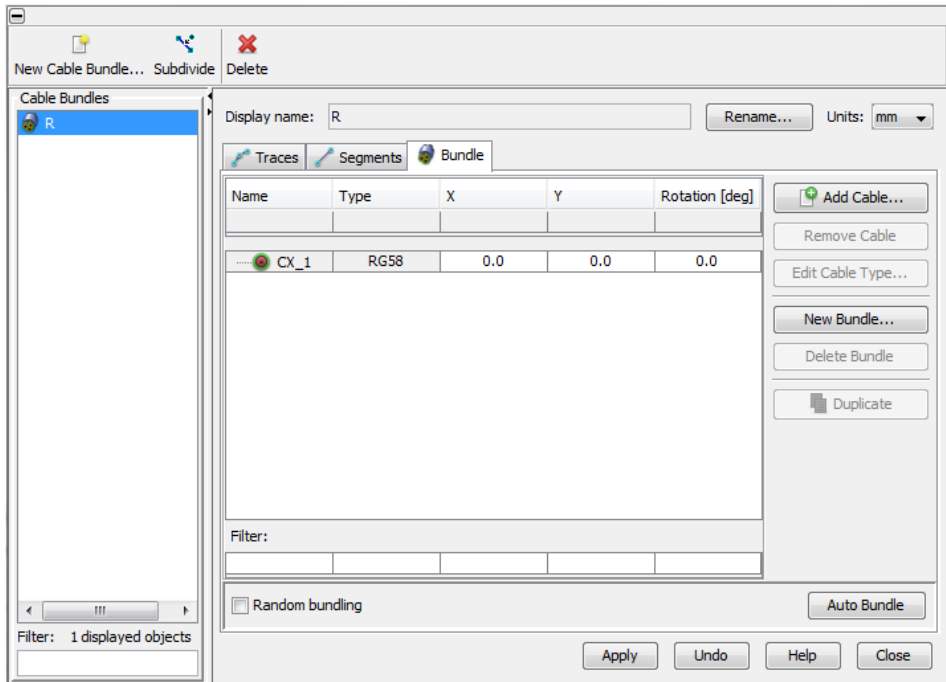 New Cable Bundle... Subdivide Delete
Cable Bundles
R
Display name: R Rename... Units: mm
Traces Segments Bundle
Name Type X Y Rotation [deg]
CX_1 RG58 0.0 0.0 0.0
Add Cable...
Remove Cable
Edit Cable Type...
New Bundle...
Delete Bundle
Duplicate
Filter:
Random bundling Auto Bundle
Filter: 1 displayed objects
Apply Undo Help Close